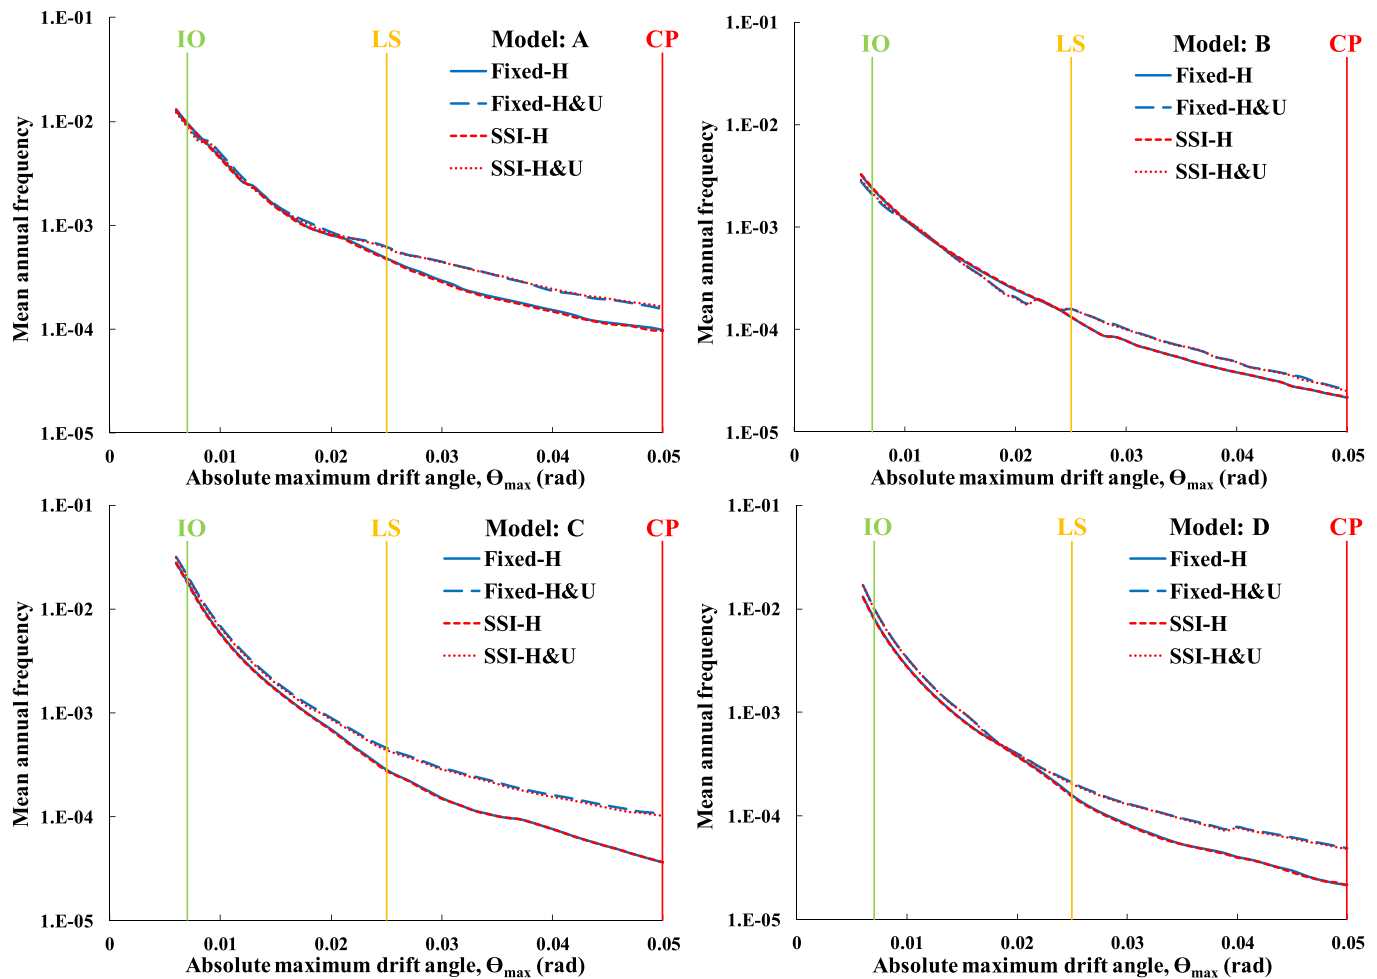 1.E-01
IO
LS
Model: A
CP
Fixed-H
Fixed-H&U
SSI-H
SSI-H&U
1.E-02
1.E-03
1.E-04
1.E-05
Mean annual frequency
0
0.01
0.02
0.03
0.04
0.05
Absolute maximum drift angle, Θmax (rad)
1.E-01
IO
LS
Model: B
CP
Fixed-H
Fixed-H&U
SSI-H
SSI-H&U
1.E-02
1.E-03
1.E-04
1.E-05
Mean annual frequency
0
0.01
0.02
0.03
0.04
0.05
Absolute maximum drift angle, Θmax (rad)
1.E-01
IO
LS
Model: C
CP
Fixed-H
Fixed-H&U
SSI-H
SSI-H&U
1.E-02
1.E-03
1.E-04
1.E-05
Mean annual frequency
0
0.01
0.02
0.03
0.04
0.05
Absolute maximum drift angle, Θmax (rad)
1.E-01
IO
LS
Model: D
CP
Fixed-H
Fixed-H&U
SSI-H
SSI-H&U
1.E-02
1.E-03
1.E-04
1.E-05
Mean annual frequency
0
0.01
0.02
0.03
0.04
0.05
Absolute maximum drift angle, Θmax (rad)